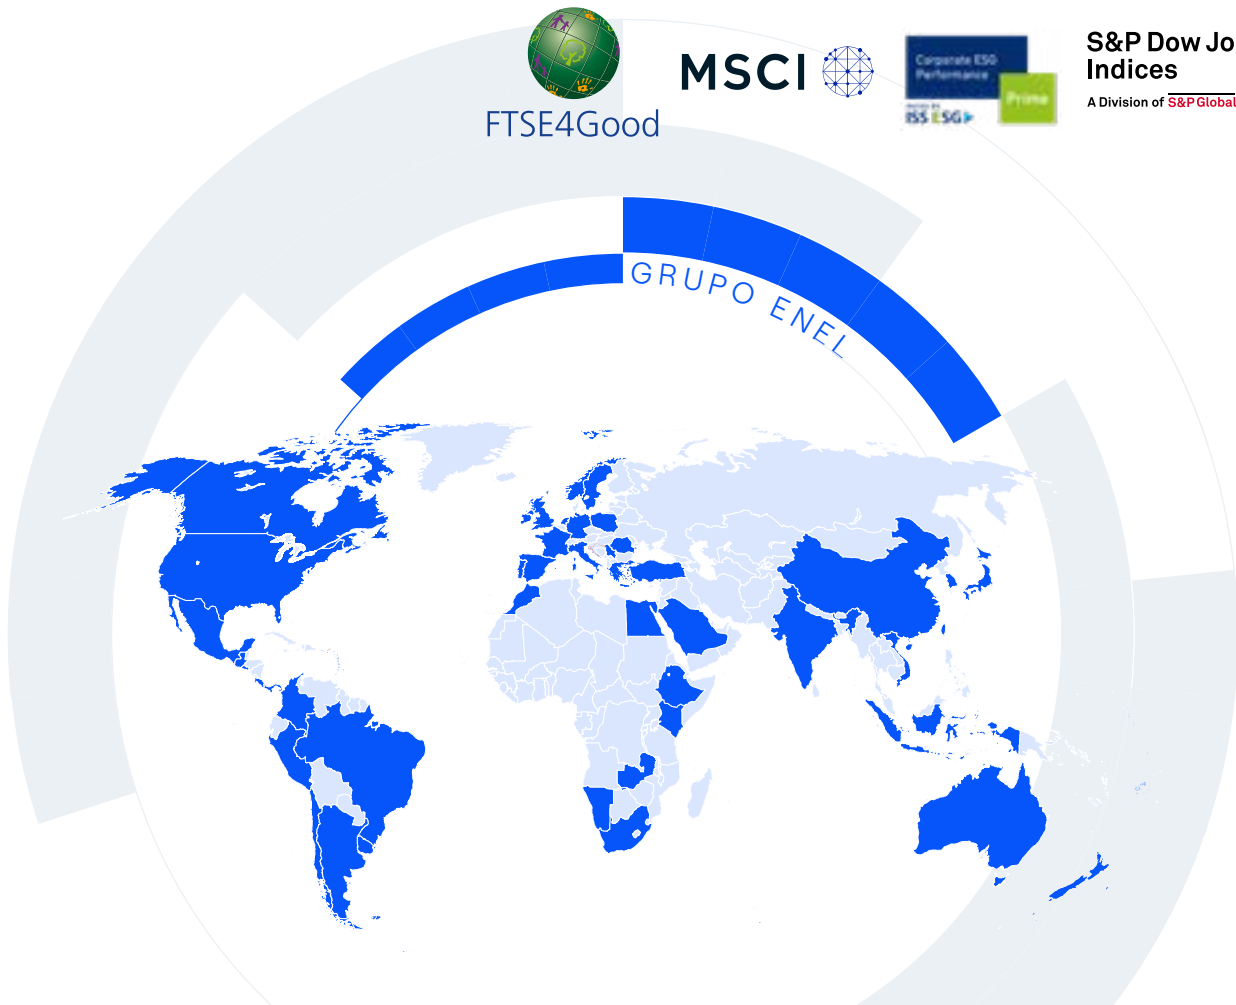 FTSE4Good
MSCI
Corporate ESG
Performance
Prime
ISS ESG
S&P Dow Jo
Indices
A Division of S&P Global
GRUPO ENEL